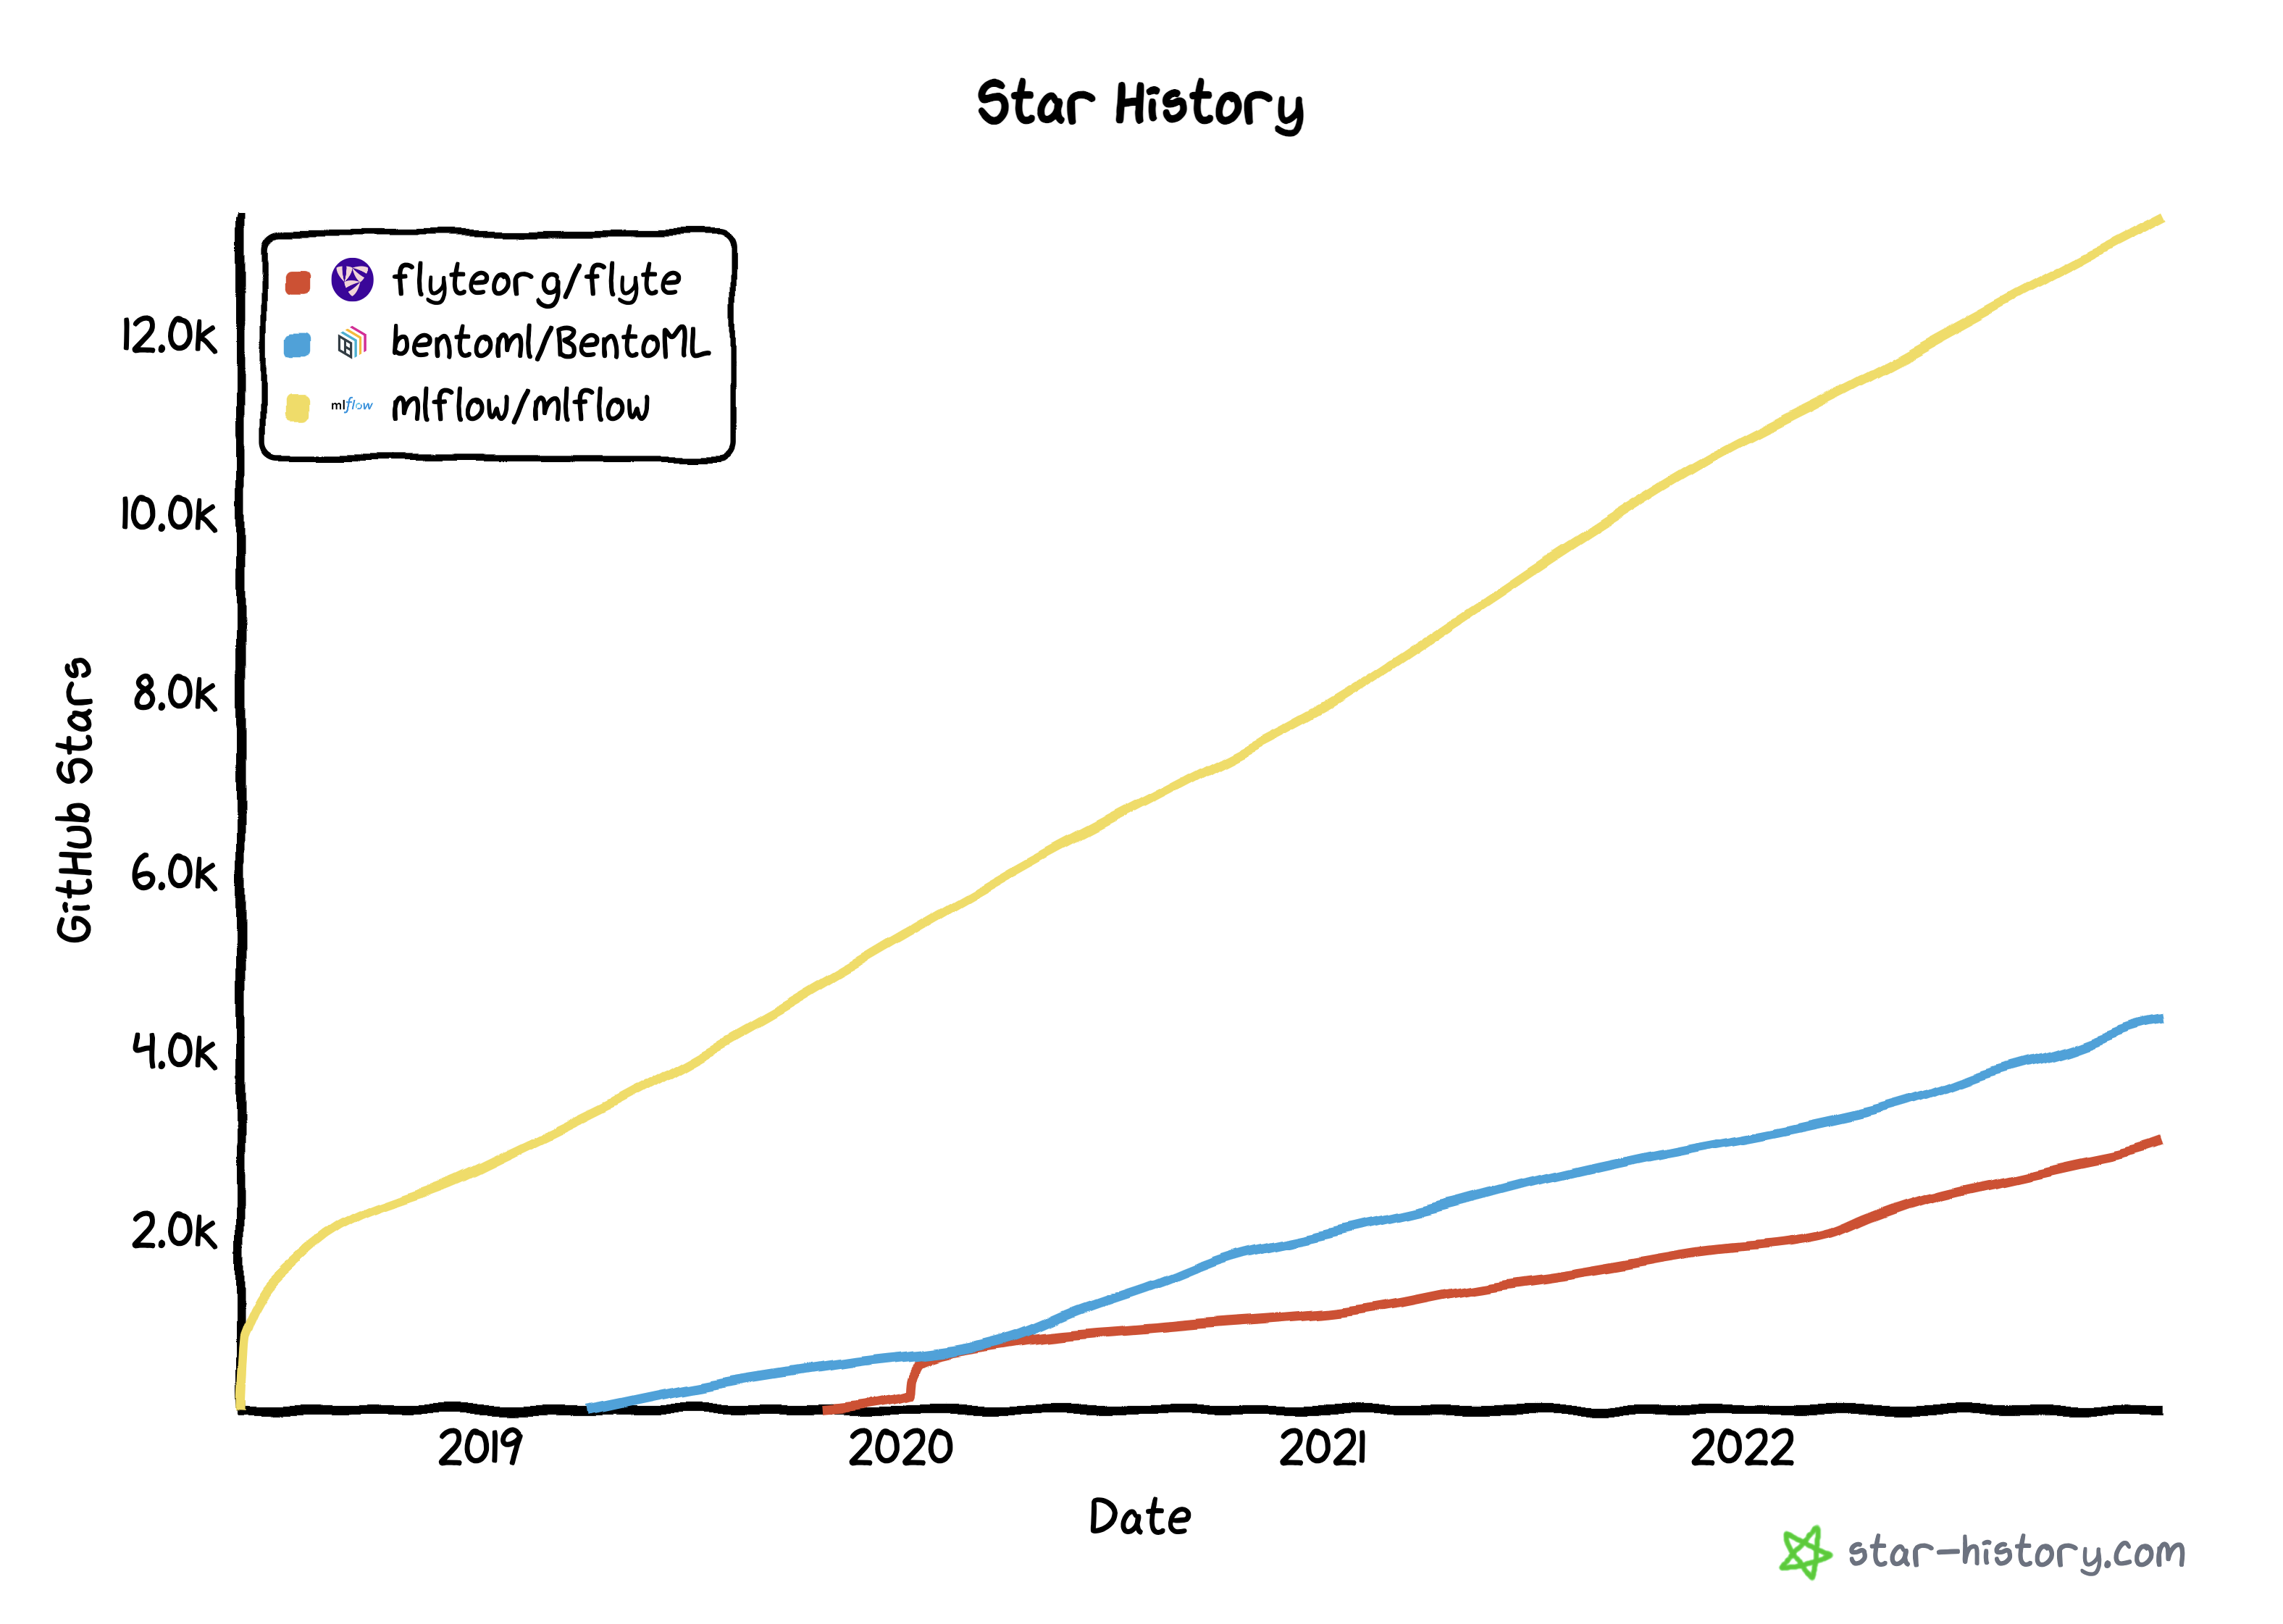 Star History
flyteorg/flyte
bentoml/BentoML
mlflow mlflow/mlflow
12.0K
10.0K
8.0K
6.0K
4.0K
2.0K
GitHub Stars
2019 2020 2021 2022
Date
star-history.com